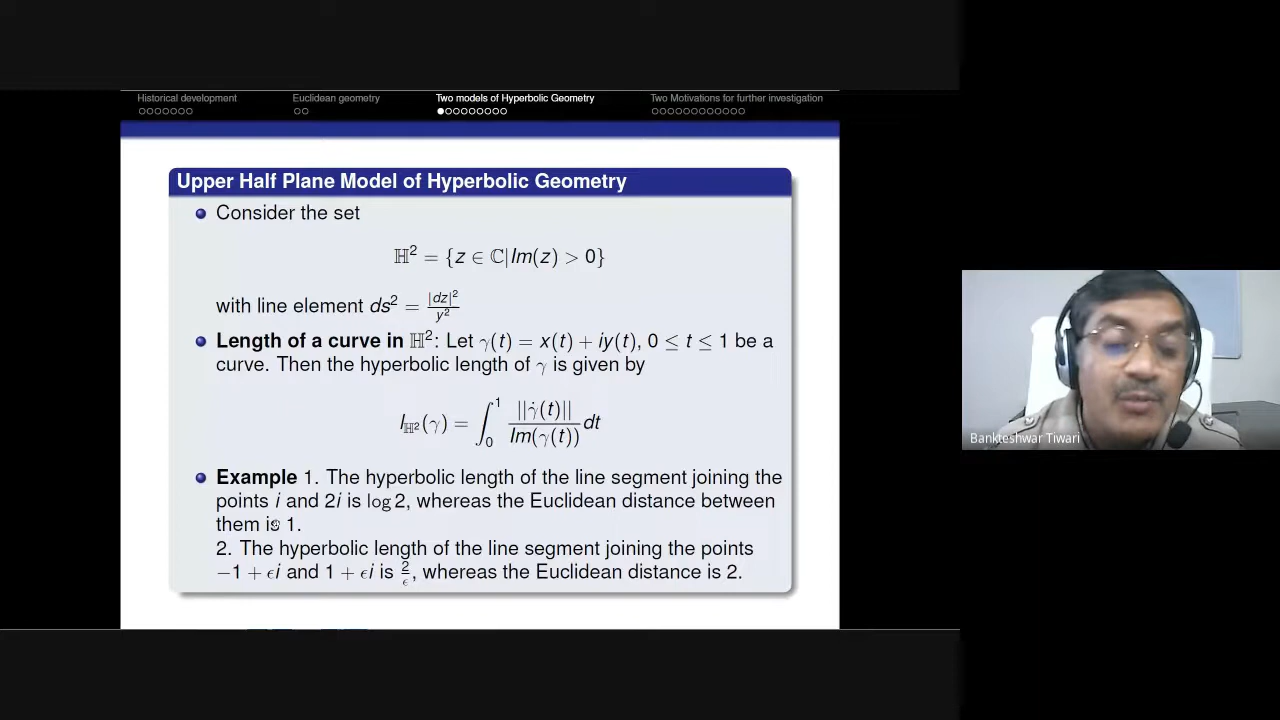 Historical development
Euclidean geometry
Two models of Hyperbolic Geometry
Two Motivations for further investigation
Upper Half Plane Model of Hyperbolic Geometry
Consider the set
ℍ² = {z ∈ ℂ|Im(z) > 0}
with line element ds² = |dz|²/y²
Length of a curve in ℍ²: Let γ(t) = x(t) + iy(t), 0 ≤ t ≤ 1 be a
curve. Then the hyperbolic length of γ is given by
l_ℍ²(γ) = ∫₀¹ ||γ̇(t)||/Im(γ(t)) dt
Example 1. The hyperbolic length of the line segment joining the
points i and 2i is log 2, whereas the Euclidean distance between
them is 1.
2. The hyperbolic length of the line segment joining the points
−1 + ϵi and 1 + ϵi is 2/ϵ, whereas the Euclidean distance is 2.
Bankteshwar Tiwari